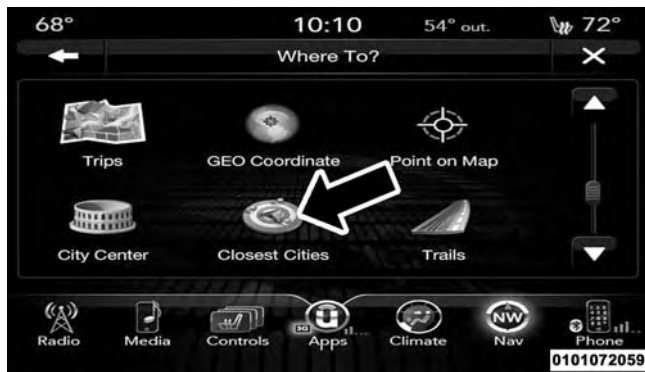 68° 10:10 54° out. 72°
Where To?
Trips GEO Coordinate Point on Map
City Center Closest Cities Trails
3G NW
Radio Media Controls Apps Climate Nav Phone
0101072059